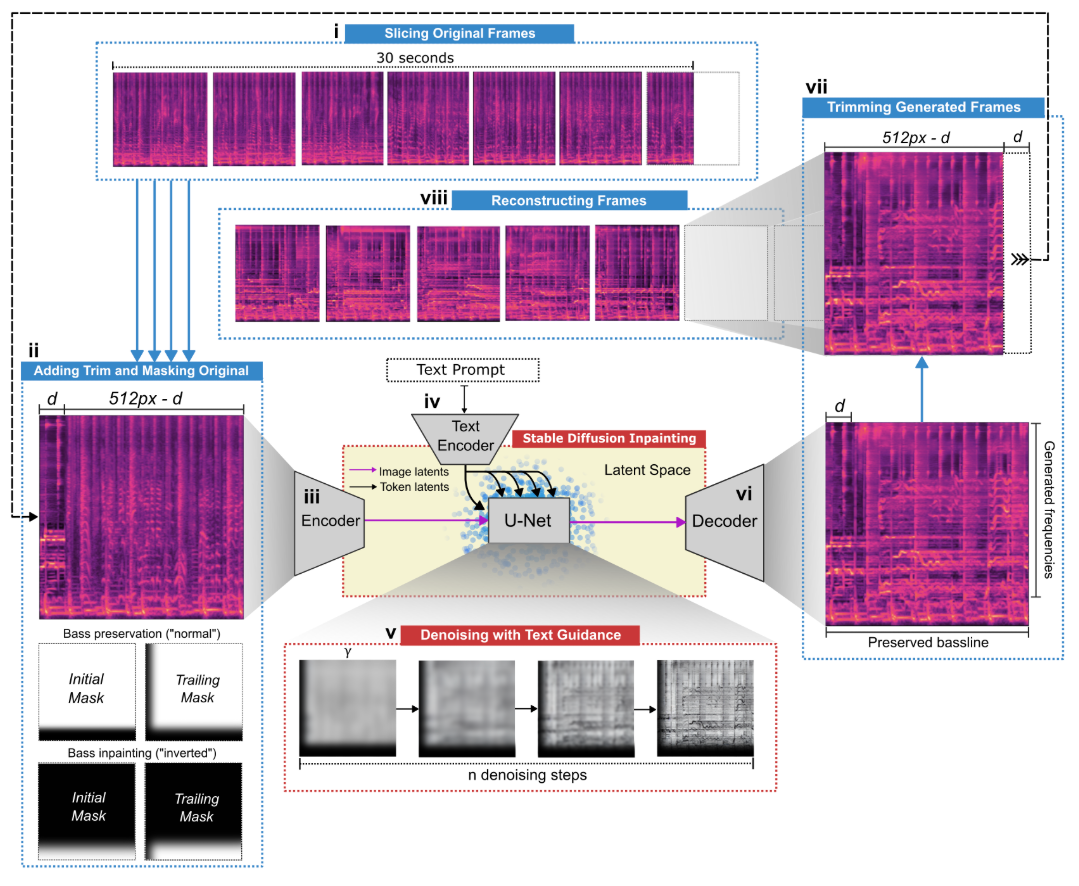 i
Slicing Original Frames
30 seconds
vii
Trimming Generated Frames
512px - d
d
viii
Reconstructing Frames
ii
Adding Trim and Masking Original
d
512px - d
Text Prompt
iv
Text
Encoder
Stable Diffusion Inpainting
Image latents
Token latents
Latent Space
iii
Encoder
U-Net
vi
Decoder
d
Generated frequencies
Preserved bassline
Bass preservation ("normal")
Initial
Mask
Trailing
Mask
Bass inpainting ("inverted")
Initial
Mask
Trailing
Mask
v
Denoising with Text Guidance
γ
n denoising steps